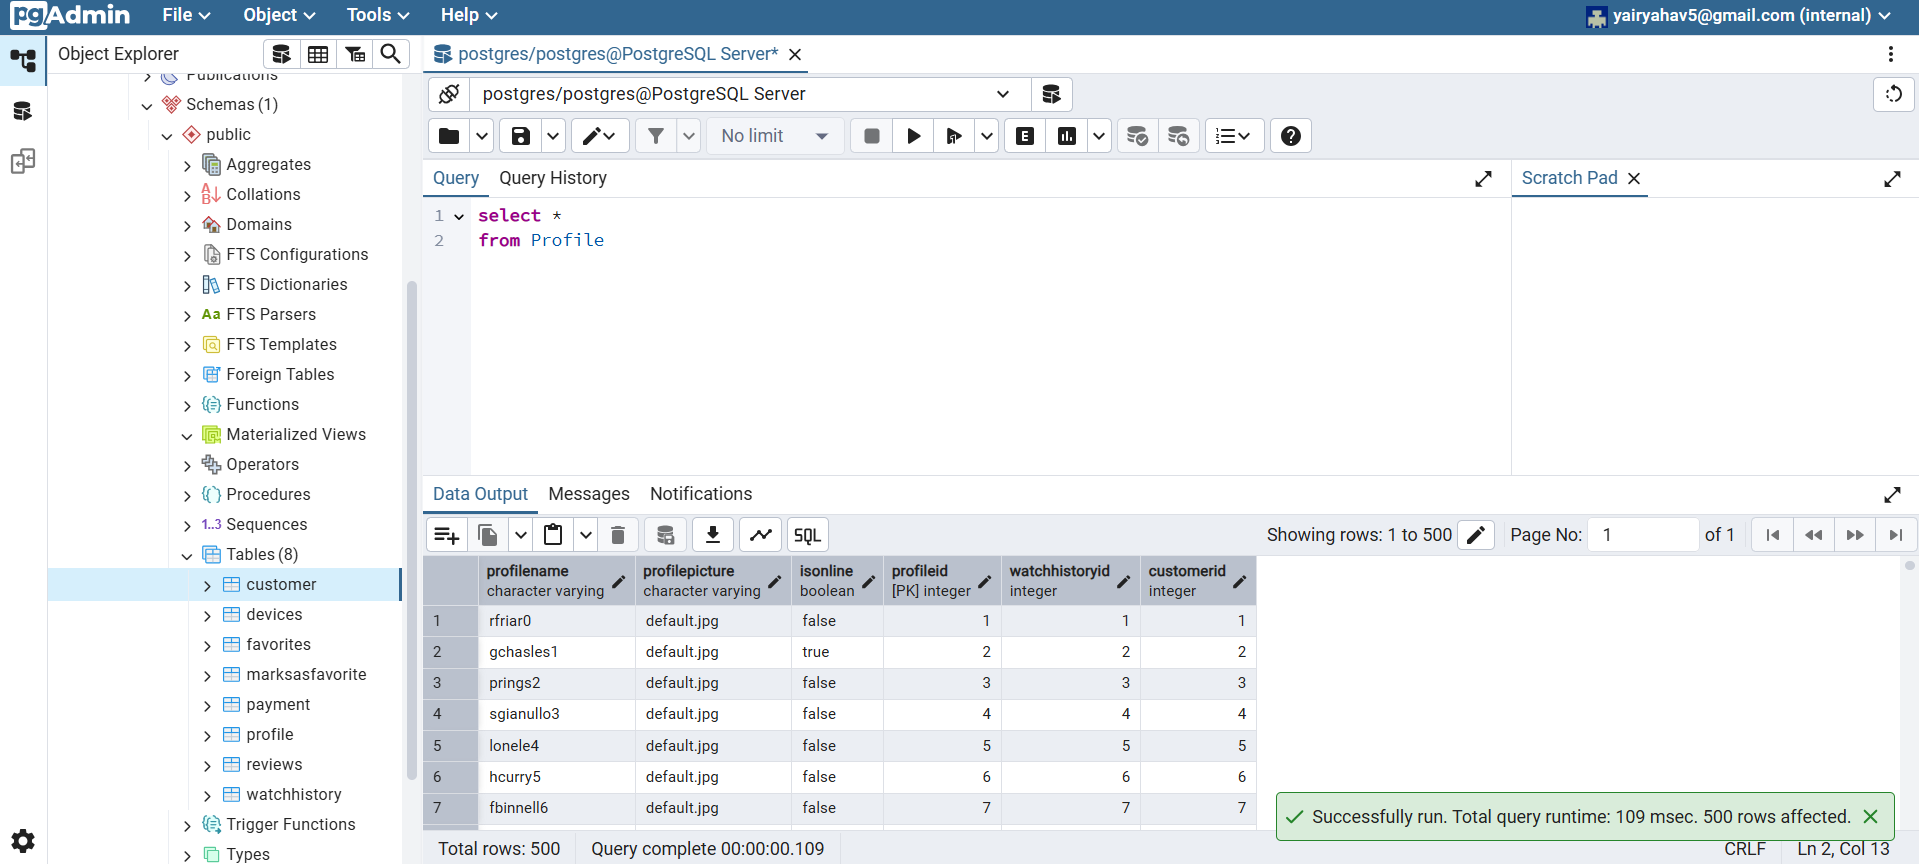 pgAdmin File Object Tools Help yairyahav5@gmail.com (internal)
Object Explorer
postgres/postgres@PostgreSQL Server*
Publications
Schemas (1)
public
Aggregates
Collations
Domains
FTS Configurations
FTS Dictionaries
Aa FTS Parsers
FTS Templates
Foreign Tables
Functions
Materialized Views
Operators
Procedures
1..3 Sequences
Tables (8)
customer
devices
favorites
marksasfavorite
payment
profile
reviews
watchhistory
Trigger Functions
Types
postgres/postgres@PostgreSQL Server
No limit
E
Query Query History
Scratch Pad
1 select *
2 from Profile
Data Output Messages Notifications
SQL
Showing rows: 1 to 500 Page No: 1 of 1
profilename profilepicture isonline profileid watchhistoryid customerid
character varying character varying boolean [PK] integer integer integer
1 rfriar0 default.jpg false 1 1 1
2 gchasles1 default.jpg true 2 2 2
3 prings2 default.jpg false 3 3 3
4 sgianullo3 default.jpg false 4 4 4
5 lonele4 default.jpg false 5 5 5
6 hcurry5 default.jpg false 6 6 6
7 fbinnell6 default.jpg false 7 7 7
Successfully run. Total query runtime: 109 msec. 500 rows affected.
Total rows: 500 Query complete 00:00:00.109 CRLF Ln 2, Col 13